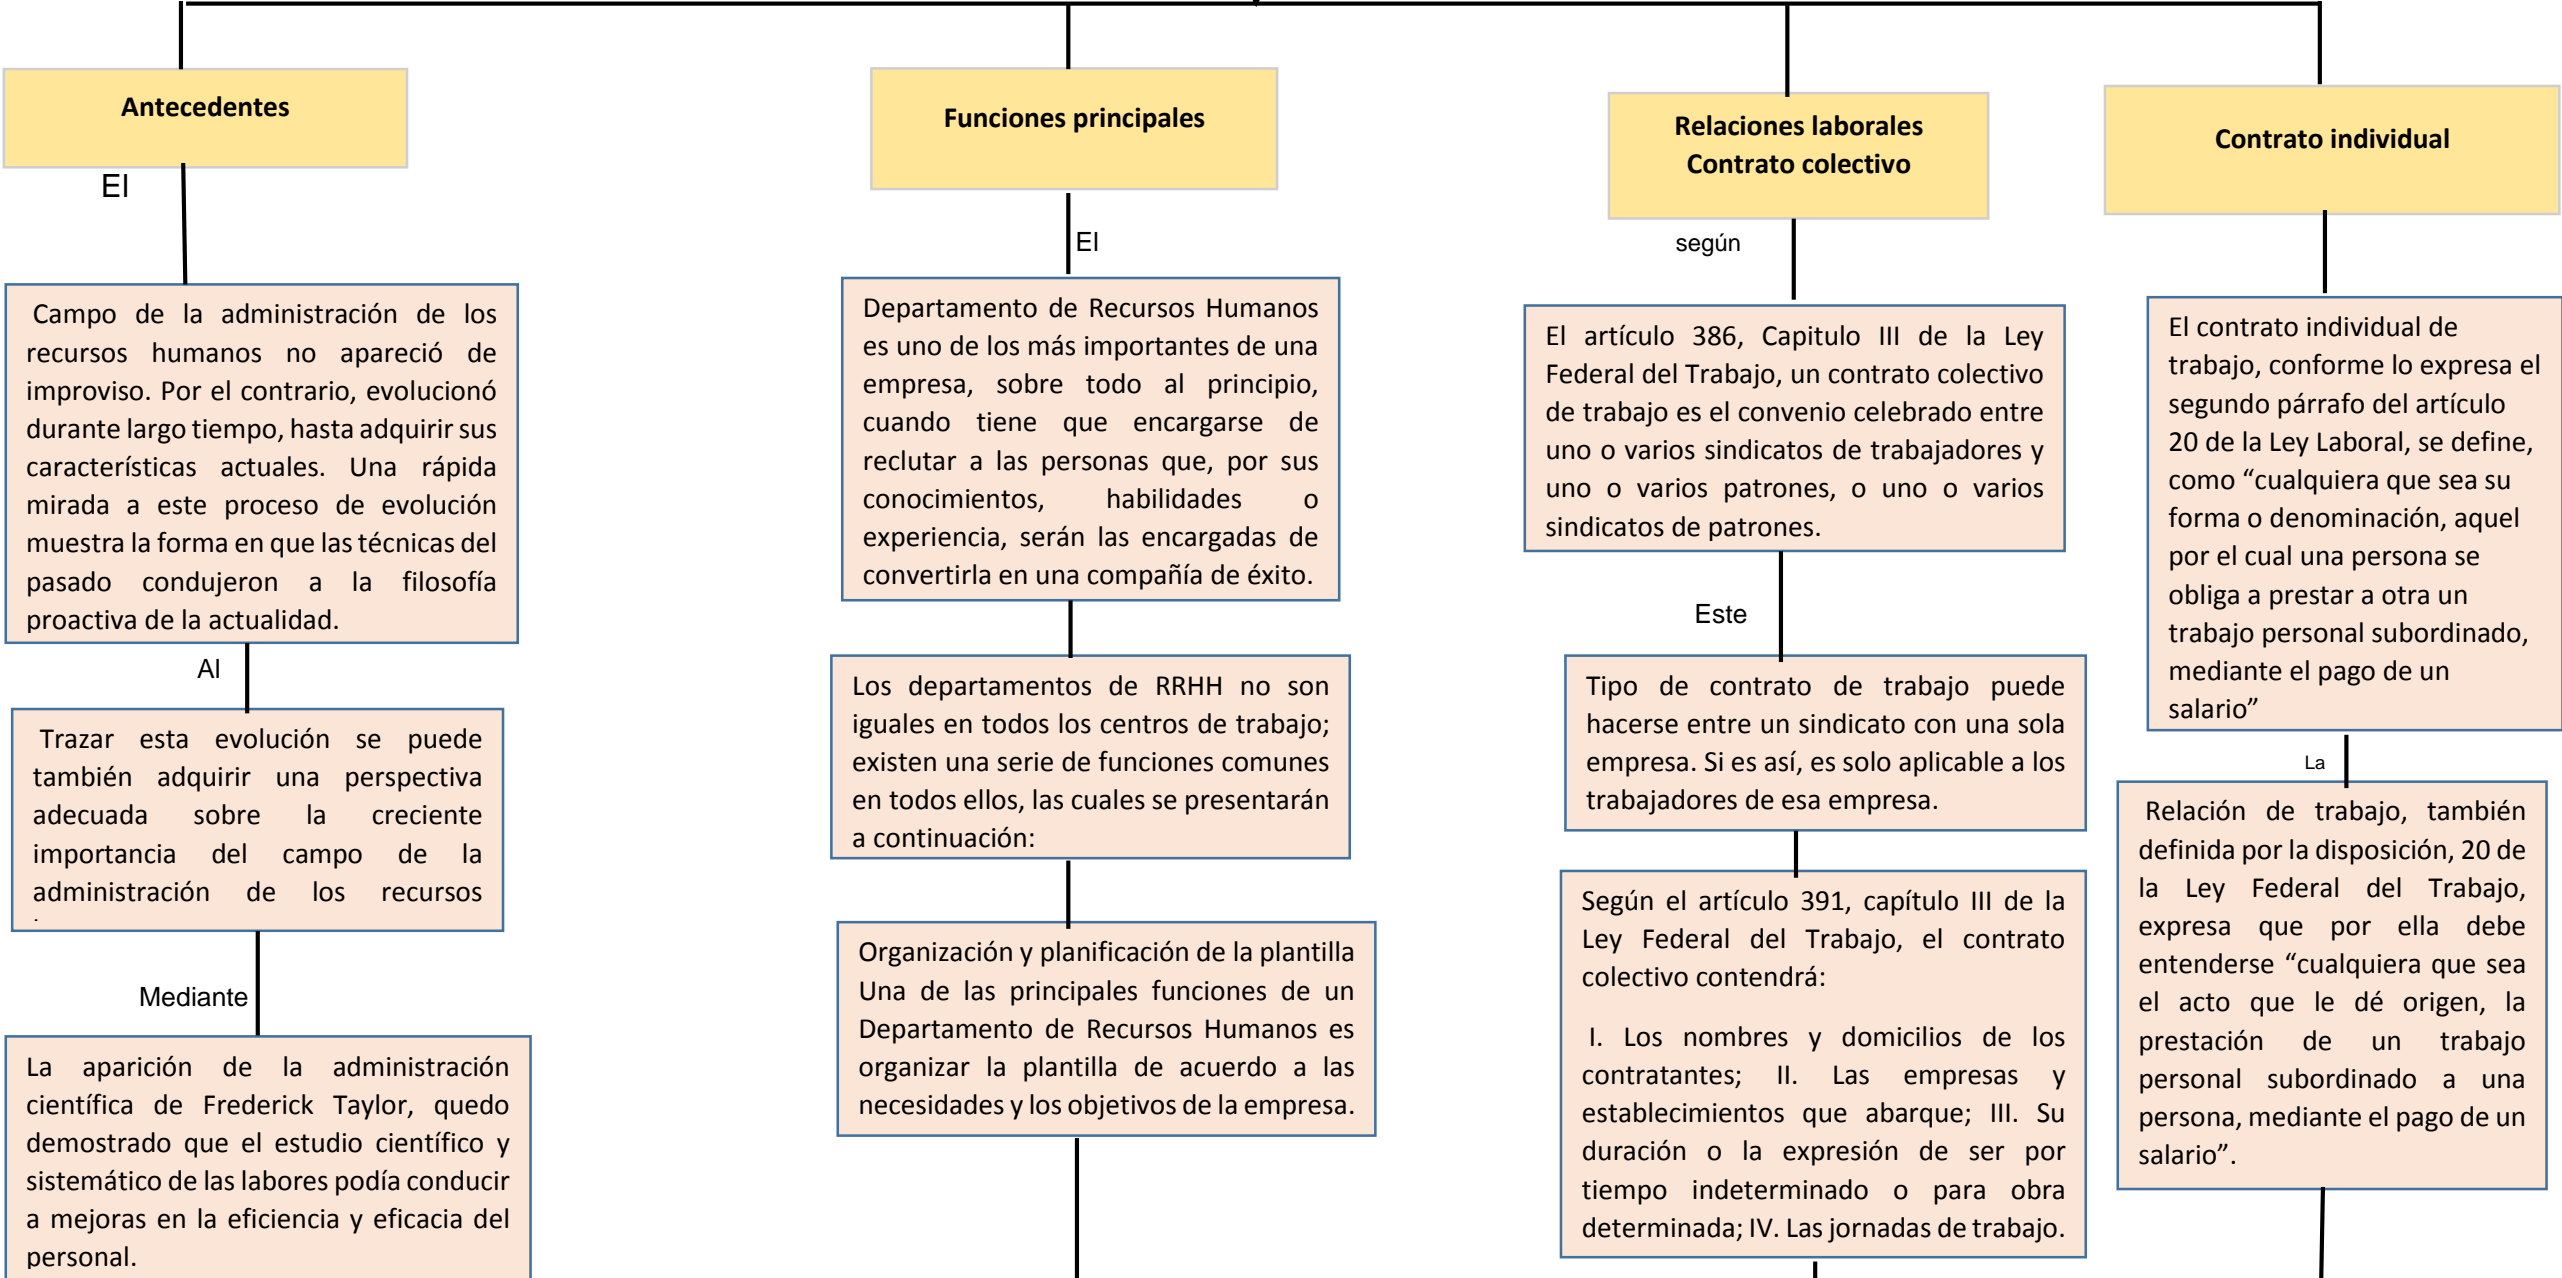 Antecedentes
El
Campo de la administración de los
recursos humanos no apareció de
improviso. Por el contrario, evolucionó
durante largo tiempo, hasta adquirir sus
características actuales. Una rápida
mirada a este proceso de evolución
muestra la forma en que las técnicas del
pasado condujeron a la filosofía
proactiva de la actualidad.
Al
Trazar esta evolución se puede
también adquirir una perspectiva
adecuada sobre la creciente
importancia del campo de la
administración de los recursos
Mediante
La aparición de la administración
científica de Frederick Taylor, quedo
demostrado que el estudio científico y
sistemático de las labores podía conducir
a mejoras en la eficiencia y eficacia del
personal.
Funciones principales
El
Departamento de Recursos Humanos
es uno de los más importantes de una
empresa, sobre todo al principio,
cuando tiene que encargarse de
reclutar a las personas que, por sus
conocimientos, habilidades o
experiencia, serán las encargadas de
convertirla en una compañía de éxito.
Los departamentos de RRHH no son
iguales en todos los centros de trabajo;
existen una serie de funciones comunes
en todos ellos, las cuales se presentarán
a continuación:
Organización y planificación de la plantilla
Una de las principales funciones de un
Departamento de Recursos Humanos es
organizar la plantilla de acuerdo a las
necesidades y los objetivos de la empresa.
Relaciones laborales
Contrato colectivo
según
El artículo 386, Capitulo III de la Ley
Federal del Trabajo, un contrato colectivo
de trabajo es el convenio celebrado entre
uno o varios sindicatos de trabajadores y
uno o varios patrones, o uno o varios
sindicatos de patrones.
Este
Tipo de contrato de trabajo puede
hacerse entre un sindicato con una sola
empresa. Si es así, es solo aplicable a los
trabajadores de esa empresa.
Según el artículo 391, capítulo III de la
Ley Federal del Trabajo, el contrato
colectivo contendrá:
I. Los nombres y domicilios de los
contratantes; II. Las empresas y
establecimientos que abarque; III. Su
duración o la expresión de ser por
tiempo indeterminado o para obra
determinada; IV. Las jornadas de trabajo.
Contrato individual
El contrato individual de
trabajo, conforme lo expresa el
segundo párrafo del artículo
20 de la Ley Laboral, se define,
como “cualquiera que sea su
forma o denominación, aquel
por el cual una persona se
obliga a prestar a otra un
trabajo personal subordinado,
mediante el pago de un
salario”
La
Relación de trabajo, también
definida por la disposición, 20 de
la Ley Federal del Trabajo,
expresa que por ella debe
entenderse “cualquiera que sea
el acto que le dé origen, la
prestación de un trabajo
personal subordinado a una
persona, mediante el pago de un
salario”.